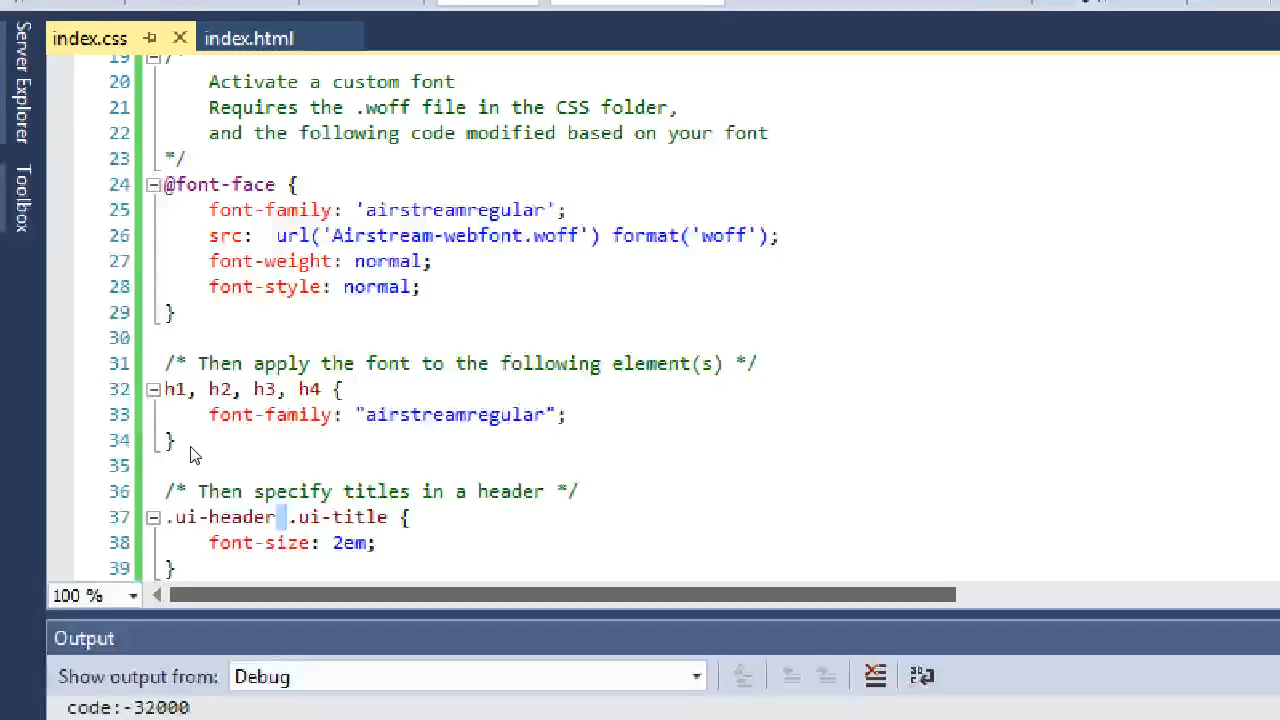 index.css
index.html
Server Explorer
Toolbox
19 /*
20 Activate a custom font
21 Requires the .woff file in the CSS folder,
22 and the following code modified based on your font
23 */
24 @font-face {
25 font-family: 'airstreamregular';
26 src: url('Airstream-webfont.woff') format('woff');
27 font-weight: normal;
28 font-style: normal;
29 }
30
31 /* Then apply the font to the following element(s) */
32 h1, h2, h3, h4 {
33 font-family: "airstreamregular";
34 }
35
36 /* Then specify titles in a header */
37 .ui-header .ui-title {
38 font-size: 2em;
39 }
100 %
Output
Show output from: Debug
code:-32000